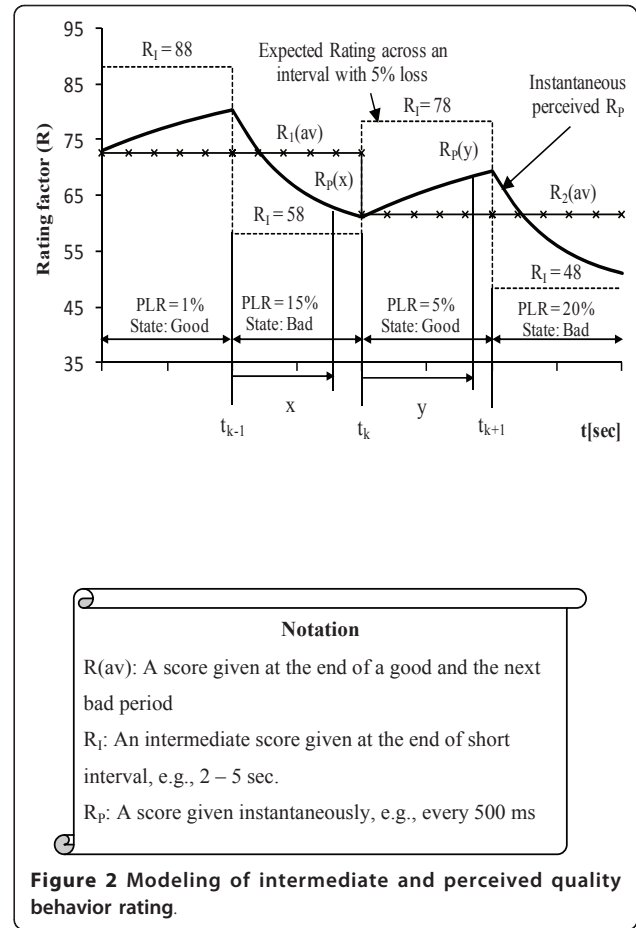 95
85
75
65
55
45
35
Rating factor (R)
R_I = 88
Expected Rating across an
interval with 5% loss
R_I = 78
Instantaneous
perceived R_P
R_1(av)
R_P(x)
R_P(y)
R_2(av)
R_I = 58
R_I = 48
PLR = 1%
State: Good
PLR = 15%
State: Bad
PLR = 5%
State: Good
PLR = 20%
State: Bad
x
y
t_{k-1}
t_k
t_{k+1}
t[sec]
Notation
R(av): A score given at the end of a good and the next
bad period
R_I: An intermediate score given at the end of short
interval, e.g., 2 – 5 sec.
R_P: A score given instantaneously, e.g., every 500 ms
Figure 2 Modeling of intermediate and perceived quality
behavior rating.